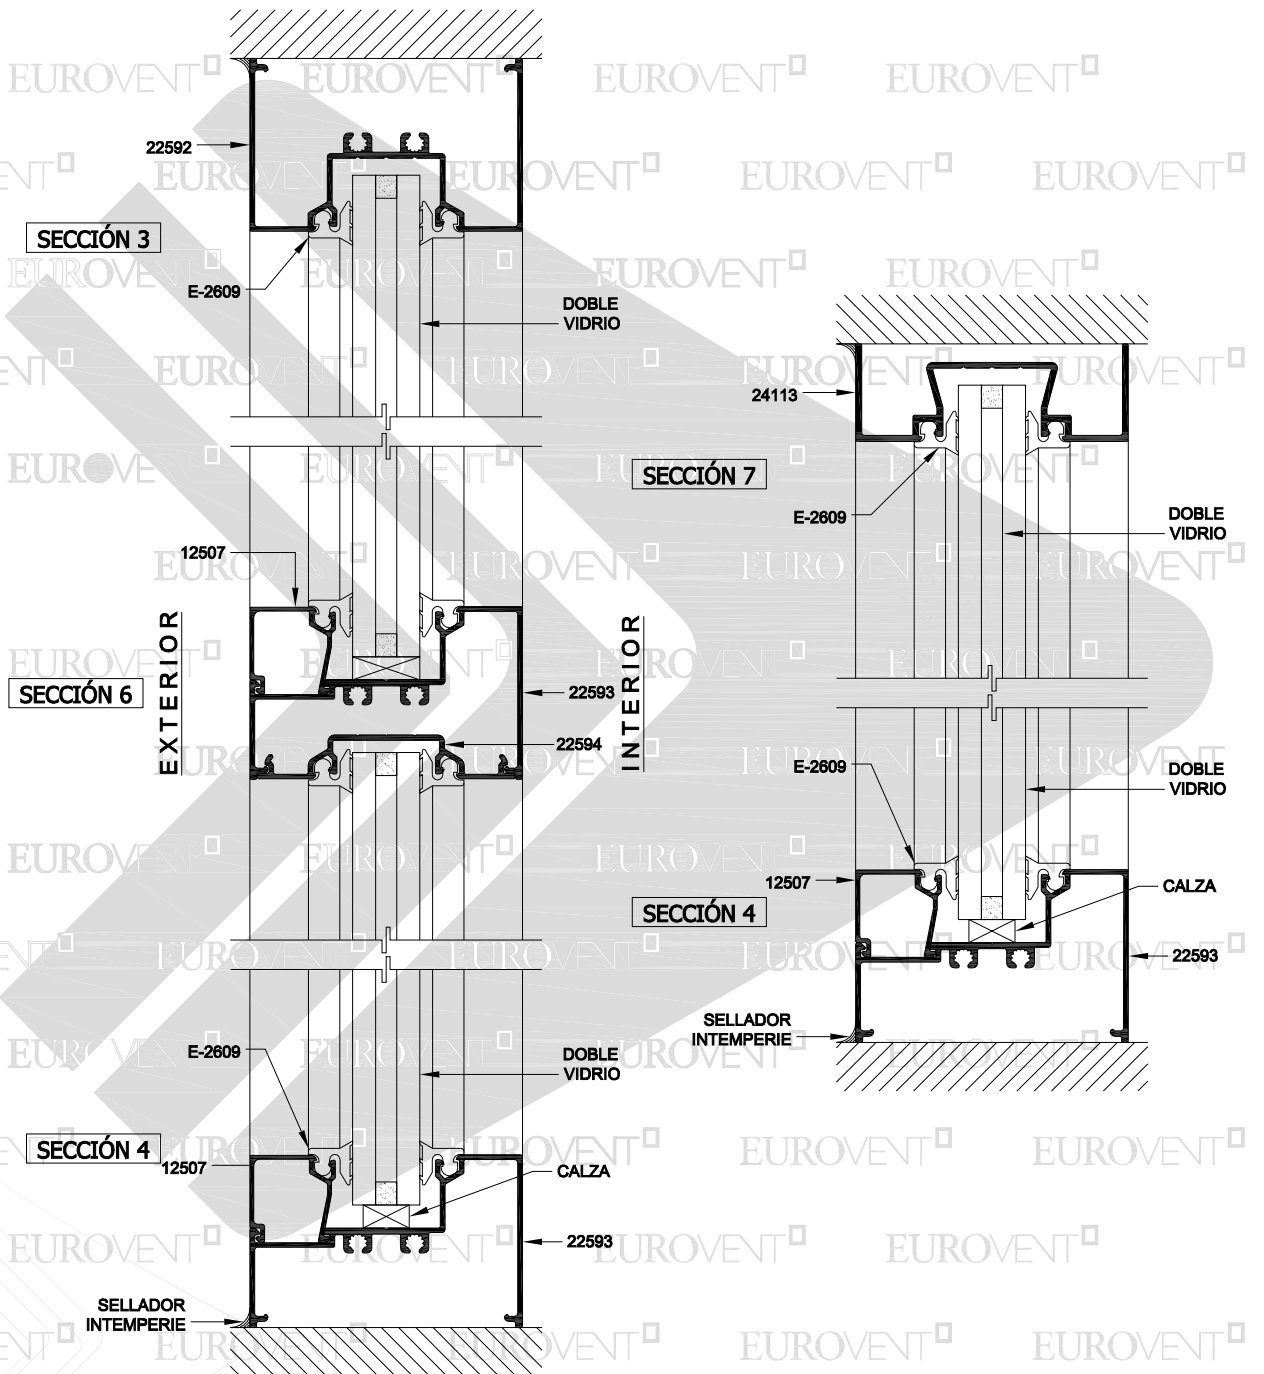 22592
SECCIÓN 3
E-2609
DOBLE
VIDRIO
12507
EXTERIOR
INTERIOR
SECCIÓN 6
22593
22594
E-2609
DOBLE
VIDRIO
SECCIÓN 4
12507
CALZA
22593
SELLADOR
INTEMPERIE
24113
SECCIÓN 7
E-2609
DOBLE
VIDRIO
E-2609
DOBLE
VIDRIO
12507
CALZA
SECCIÓN 4
22593
SELLADOR
INTEMPERIE
EUROVENT